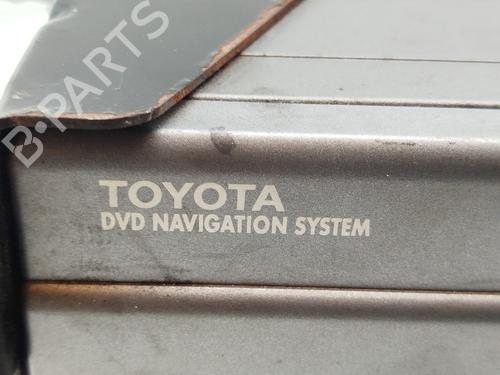 B-PARTS
TOYOTA
DVD NAVIGATION SYSTEM